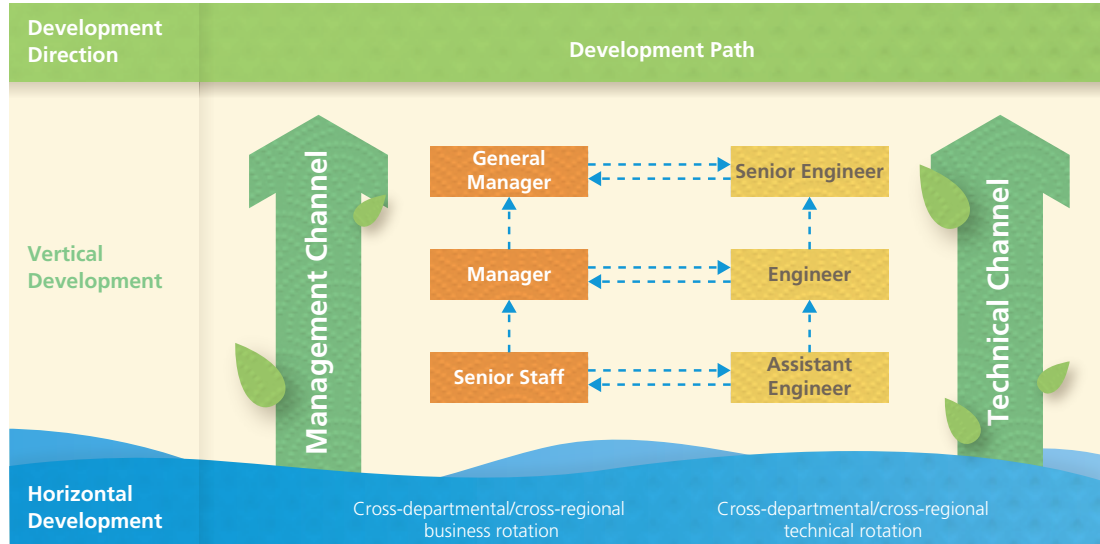 Development
Direction
Development Path
Vertical
Development
Management Channel
General
Manager
Senior Engineer
Manager
Engineer
Senior Staff
Assistant
Engineer
Technical Channel
Horizontal
Development
Cross-departmental/cross-regional
business rotation
Cross-departmental/cross-regional
technical rotation